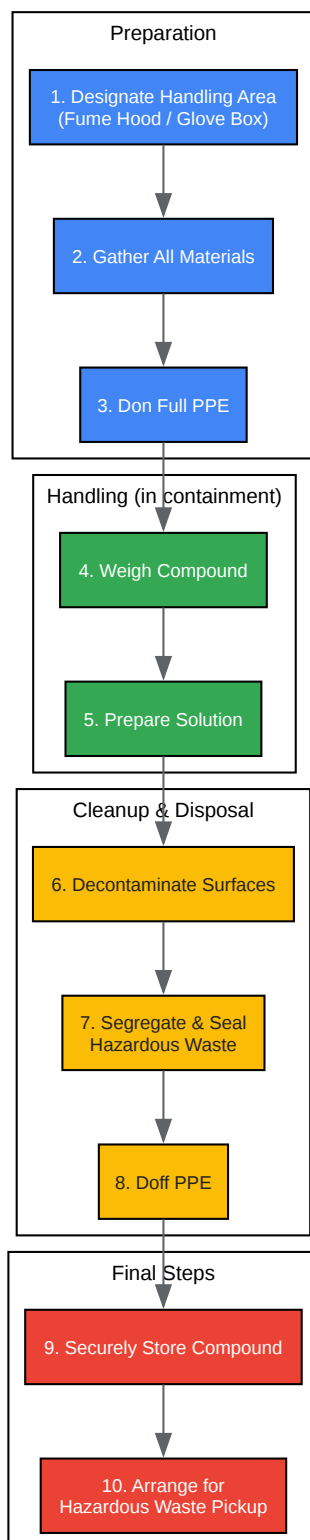 Preparation
1. Designate Handling Area
(Fume Hood / Glove Box)
2. Gather All Materials
3. Don Full PPE
Handling (in containment)
4. Weigh Compound
5. Prepare Solution
Cleanup & Disposal
6. Decontaminate Surfaces
7. Segregate & Seal
Hazardous Waste
8. Doff PPE
Final Steps
9. Securely Store Compound
10. Arrange for
Hazardous Waste Pickup